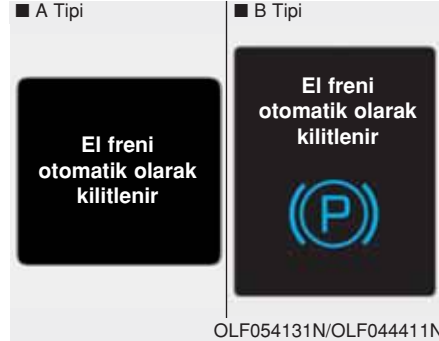 ■ A Tipi
El freni
otomatik olarak
kilitlenir
■ B Tipi
El freni
otomatik olarak
kilitlenir
P
OLF054131N/OLF044411N